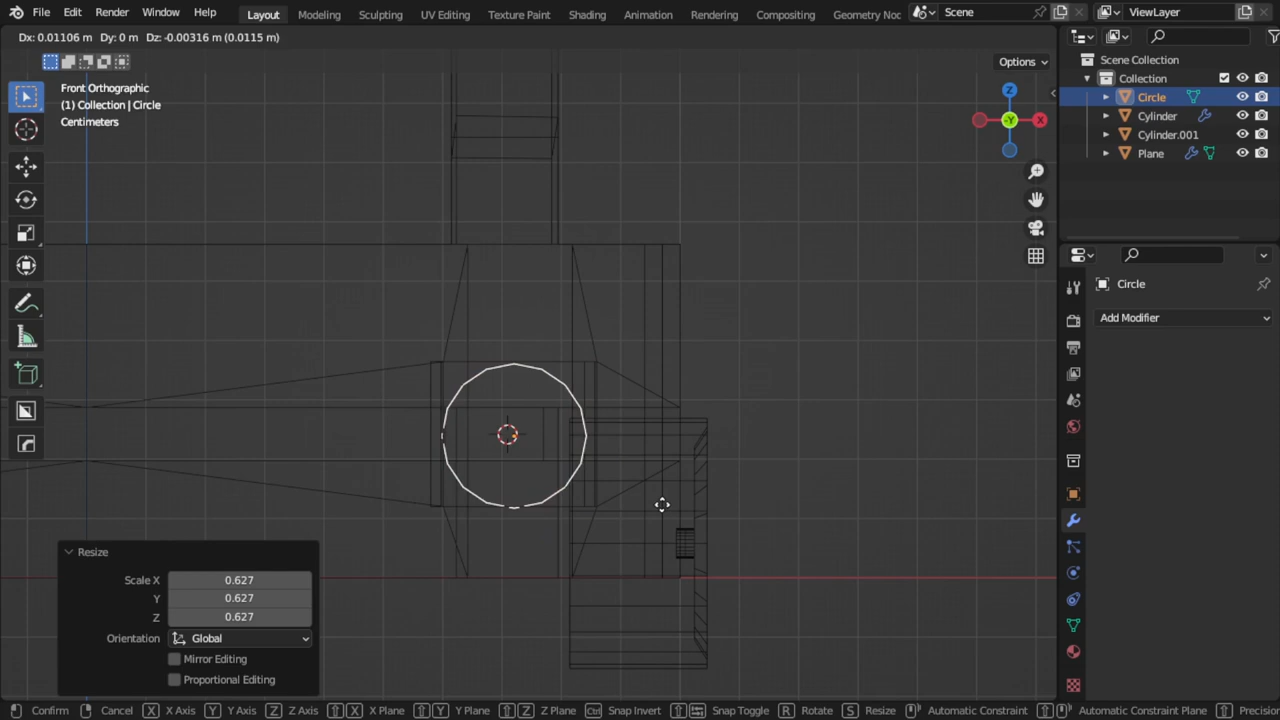 File Edit Render Window Help Layout Modeling Sculpting UV Editing Texture Paint Shading Animation Rendering Compositing Geometry Noc Scene ViewLayer
Dx: 0.01106 m  Dy: 0 m  Dz: -0.00316 m (0.0115 m)
Options
Front Orthographic
(1) Collection | Circle
Centimeters
Z
X
-Y
Scene Collection
Collection
Circle
Cylinder
Cylinder.001
Plane
Circle
Add Modifier
Resize
Scale X 0.627
Y 0.627
Z 0.627
Orientation Global
Mirror Editing
Proportional Editing
Confirm Cancel X X Axis Y Y Axis Z Z Axis X X Plane Y Y Plane Z Z Plane Ctrl Snap Invert Snap Toggle R Rotate S Resize Automatic Constraint Automatic Constraint Plane Precision